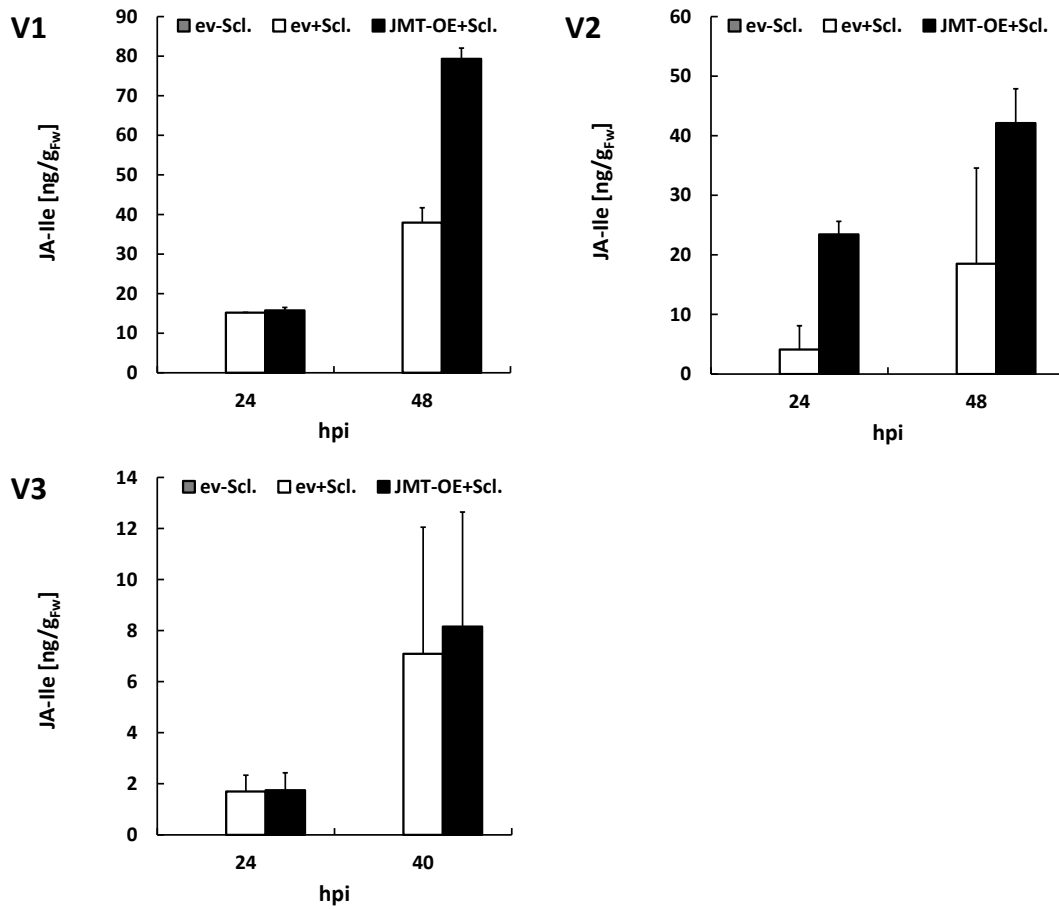 V1
ev-Scl. ev+Scl. JMT-OE+Scl.
JA-Ile [ng/gFw]
90
80
70
60
50
40
30
20
10
0
24 48
hpi
V2
ev-Scl. ev+Scl. JMT-OE+Scl.
JA-Ile [ng/gFw]
60
50
40
30
20
10
0
24 48
hpi
V3
ev-Scl. ev+Scl. JMT-OE+Scl.
JA-Ile [ng/gFw]
14
12
10
8
6
4
2
0
24 40
hpi